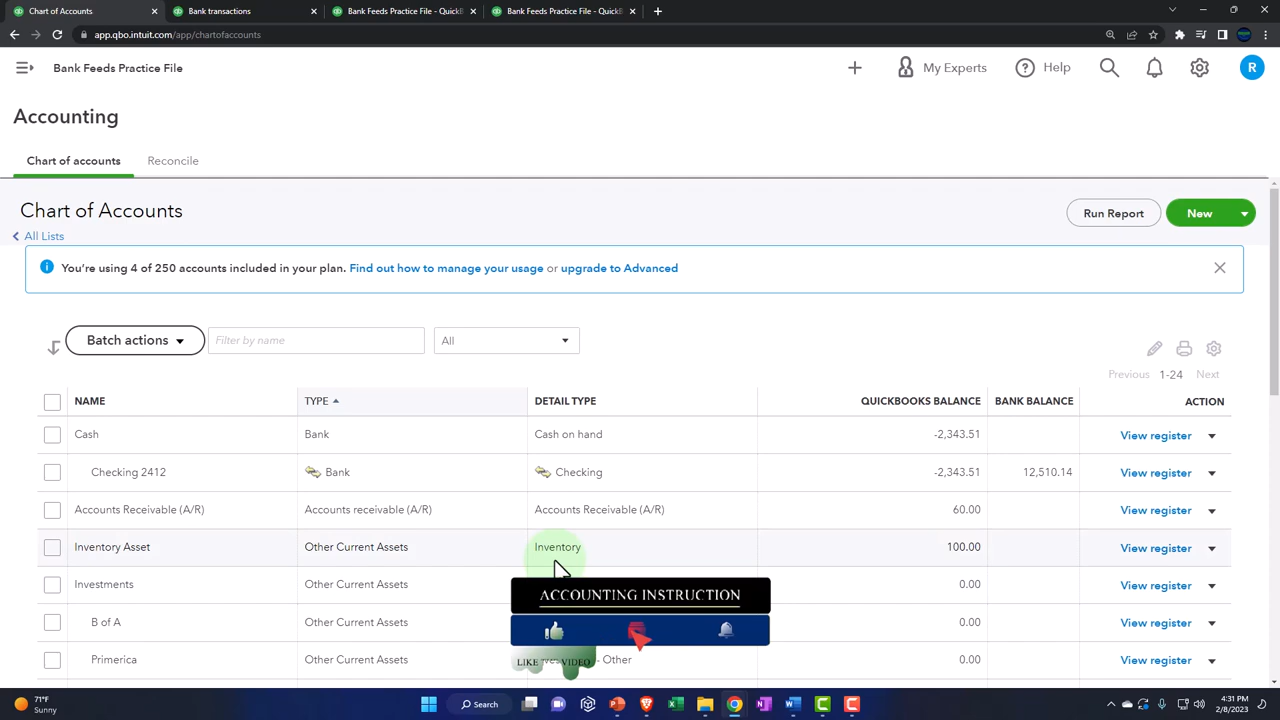 Chart of Accounts
Bank transactions
Bank Feeds Practice File - QuickB
Bank Feeds Practice File - QuickB
app.qbo.intuit.com/app/chartofaccounts
Bank Feeds Practice File
My Experts
Help
R
Accounting
Chart of accounts
Reconcile
Chart of Accounts
Run Report
New
All Lists
You're using 4 of 250 accounts included in your plan. Find out how to manage your usage or upgrade to Advanced
Batch actions
Filter by name
All
Previous 1-24 Next
NAME TYPE DETAIL TYPE QUICKBOOKS BALANCE BANK BALANCE ACTION
Cash Bank Cash on hand -2,343.51 View register
Checking 2412 Bank Checking -2,343.51 12,510.14 View register
Accounts Receivable (A/R) Accounts receivable (A/R) Accounts Receivable (A/R) 60.00 View register
Inventory Asset Other Current Assets Inventory 100.00 View register
Investments Other Current Assets 0.00 View register
ACCOUNTING INSTRUCTION
B of A Other Current Assets 0.00 View register
Primerica Other Current Assets - Other 0.00 View register
LIKE VIDEO
71°F
Sunny
Search
4:31 PM
2/8/2023